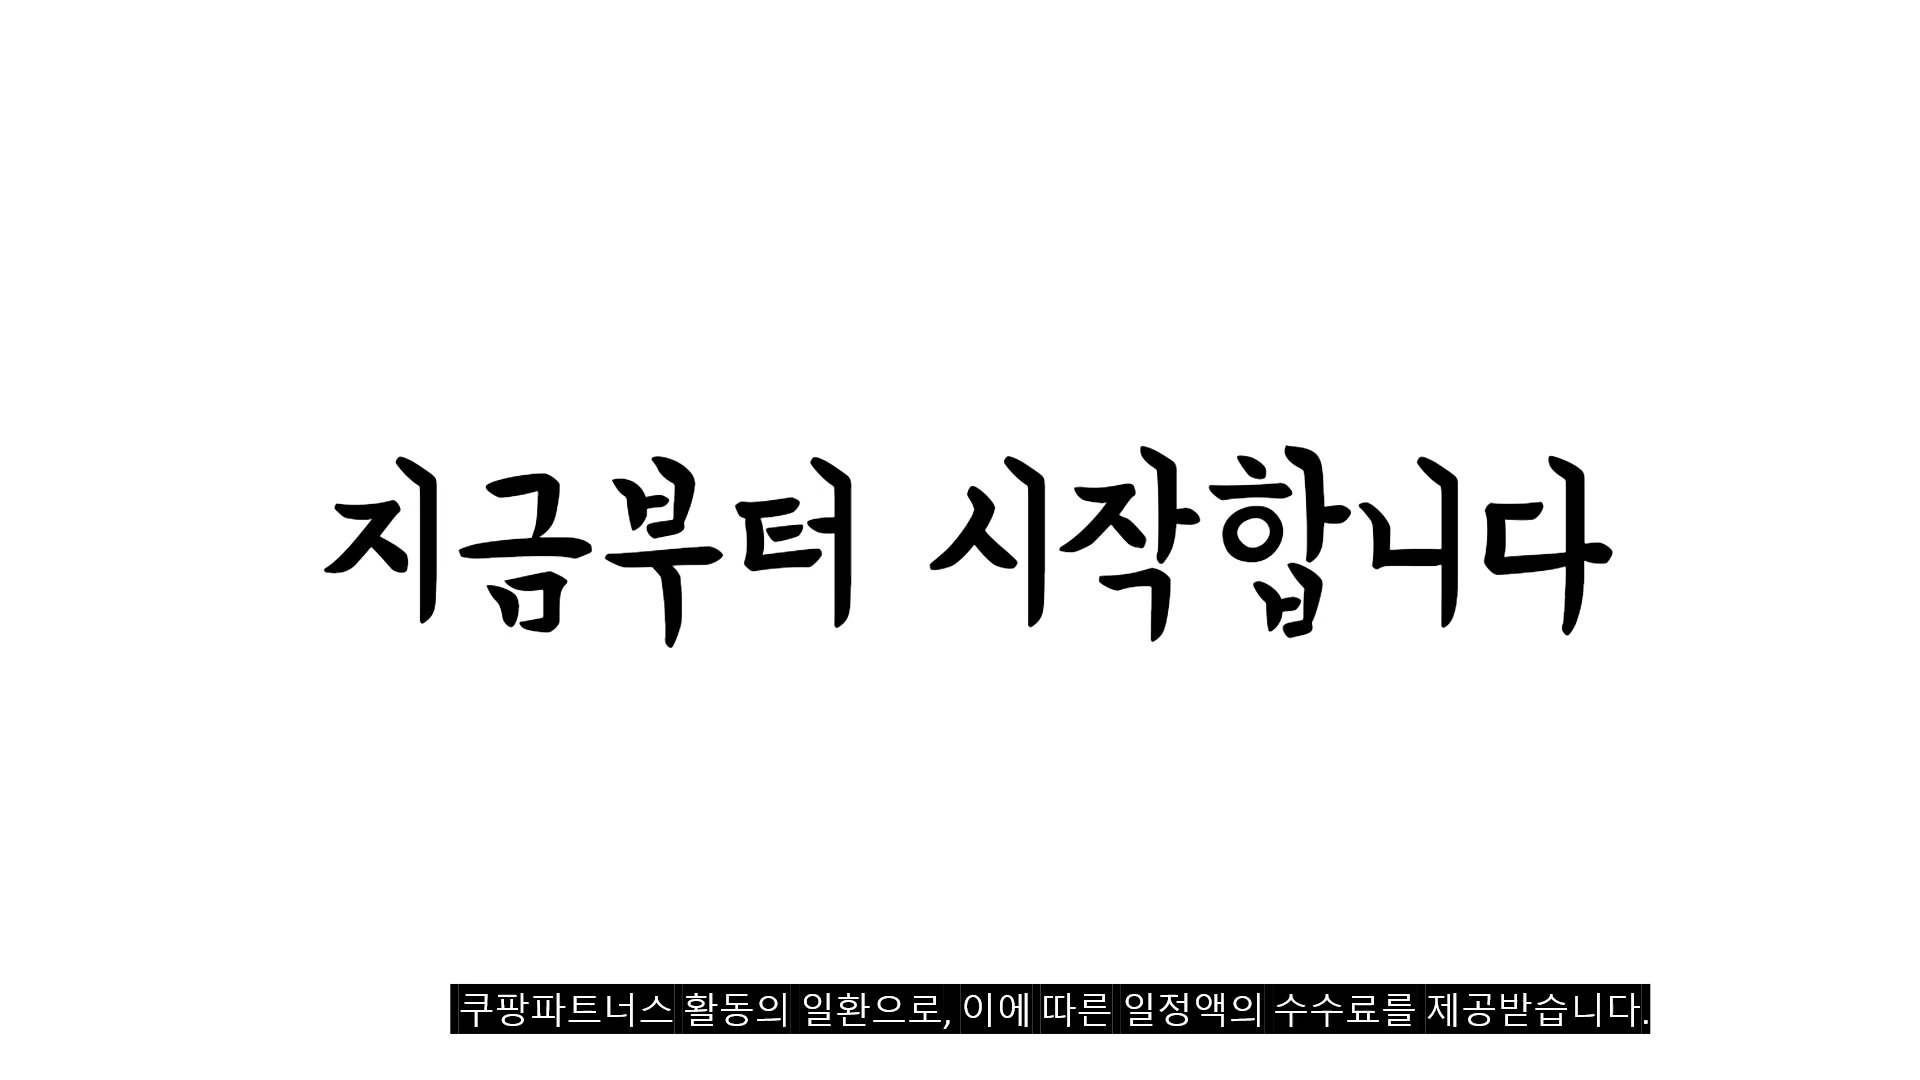 지금부터 시작합니다
쿠팡파트너스 활동의 일환으로, 이에 따른 일정액의 수수료를 제공받습니다.